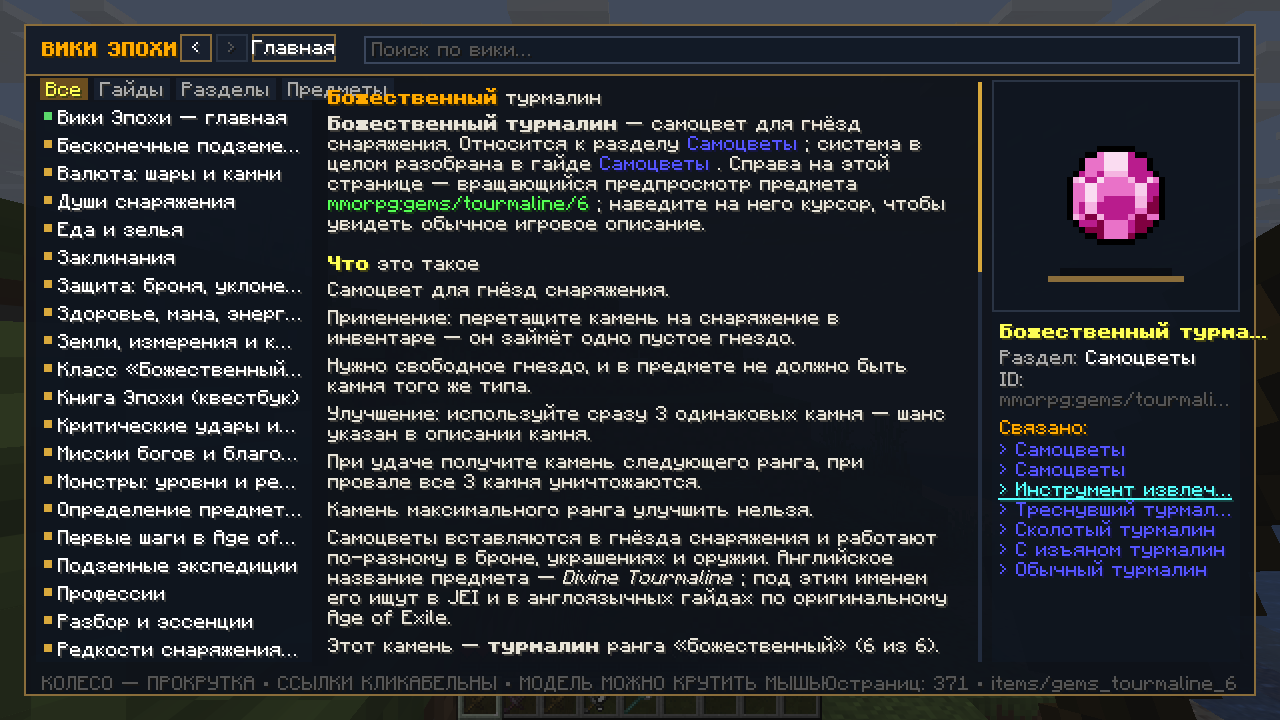 ВИКИ ЭПОХИ < > Главная Поиск по вики...
Все Гайды Разделы Предметы
Вики Эпохи — главная
Бесконечные подземе...
Валюта: шары и камни
Души снаряжения
Еда и зелья
Заклинания
Защита: броня, уклоне...
Здоровье, мана, энерг...
Земли, измерения и к...
Класс «Божественный...
Книга Эпохи (квестбук)
Критические удары и...
Миссии богов и благо...
Монстры: уровни и ре...
Определение предмет...
Первые шаги в Age of...
Подземные экспедиции
Профессии
Разбор и эссенции
Редкости снаряжения...
Божественный турмалин
Божественный турмалин — самоцвет для гнёзд
снаряжения. Относится к разделу Самоцветы ; система в
целом разобрана в гайде Самоцветы . Справа на этой
странице — вращающийся предпросмотр предмета
mmorpg:gems/tourmaline/6 ; наведите на него курсор, чтобы
увидеть обычное игровое описание.
Что это такое
Самоцвет для гнёзд снаряжения.
Применение: перетащите камень на снаряжение в
инвентаре — он займёт одно пустое гнездо.
Нужно свободное гнездо, и в предмете не должно быть
камня того же типа.
Улучшение: используйте сразу 3 одинаковых камня — шанс
указан в описании камня.
При удаче получите камень следующего ранга, при
провале все 3 камня уничтожаются.
Камень максимального ранга улучшить нельзя.
Самоцветы вставляются в гнёзда снаряжения и работают
по-разному в броне, украшениях и оружии. Английское
название предмета — Divine Tourmaline ; под этим именем
его ищут в JEI и в англоязычных гайдах по оригинальному
Age of Exile.
Этот камень — турмалин ранга «божественный» (6 из 6).
Божественный турма...
Раздел: Самоцветы
ID:
mmorpg:gems/tourmali...
Связано:
> Самоцветы
> Самоцветы
> Инструмент извлеч...
> Треснувший турмал...
> Сколотый турмалин
> С изъяном турмалин
> Обычный турмалин
КОЛЕСО — ПРОКРУТКА • ССЫЛКИ КЛИКАБЕЛЬНЫ • МОДЕЛЬ МОЖНО КРУТИТЬ МЫШЬЮ
страниц: 371 • items/gems_tourmaline_6